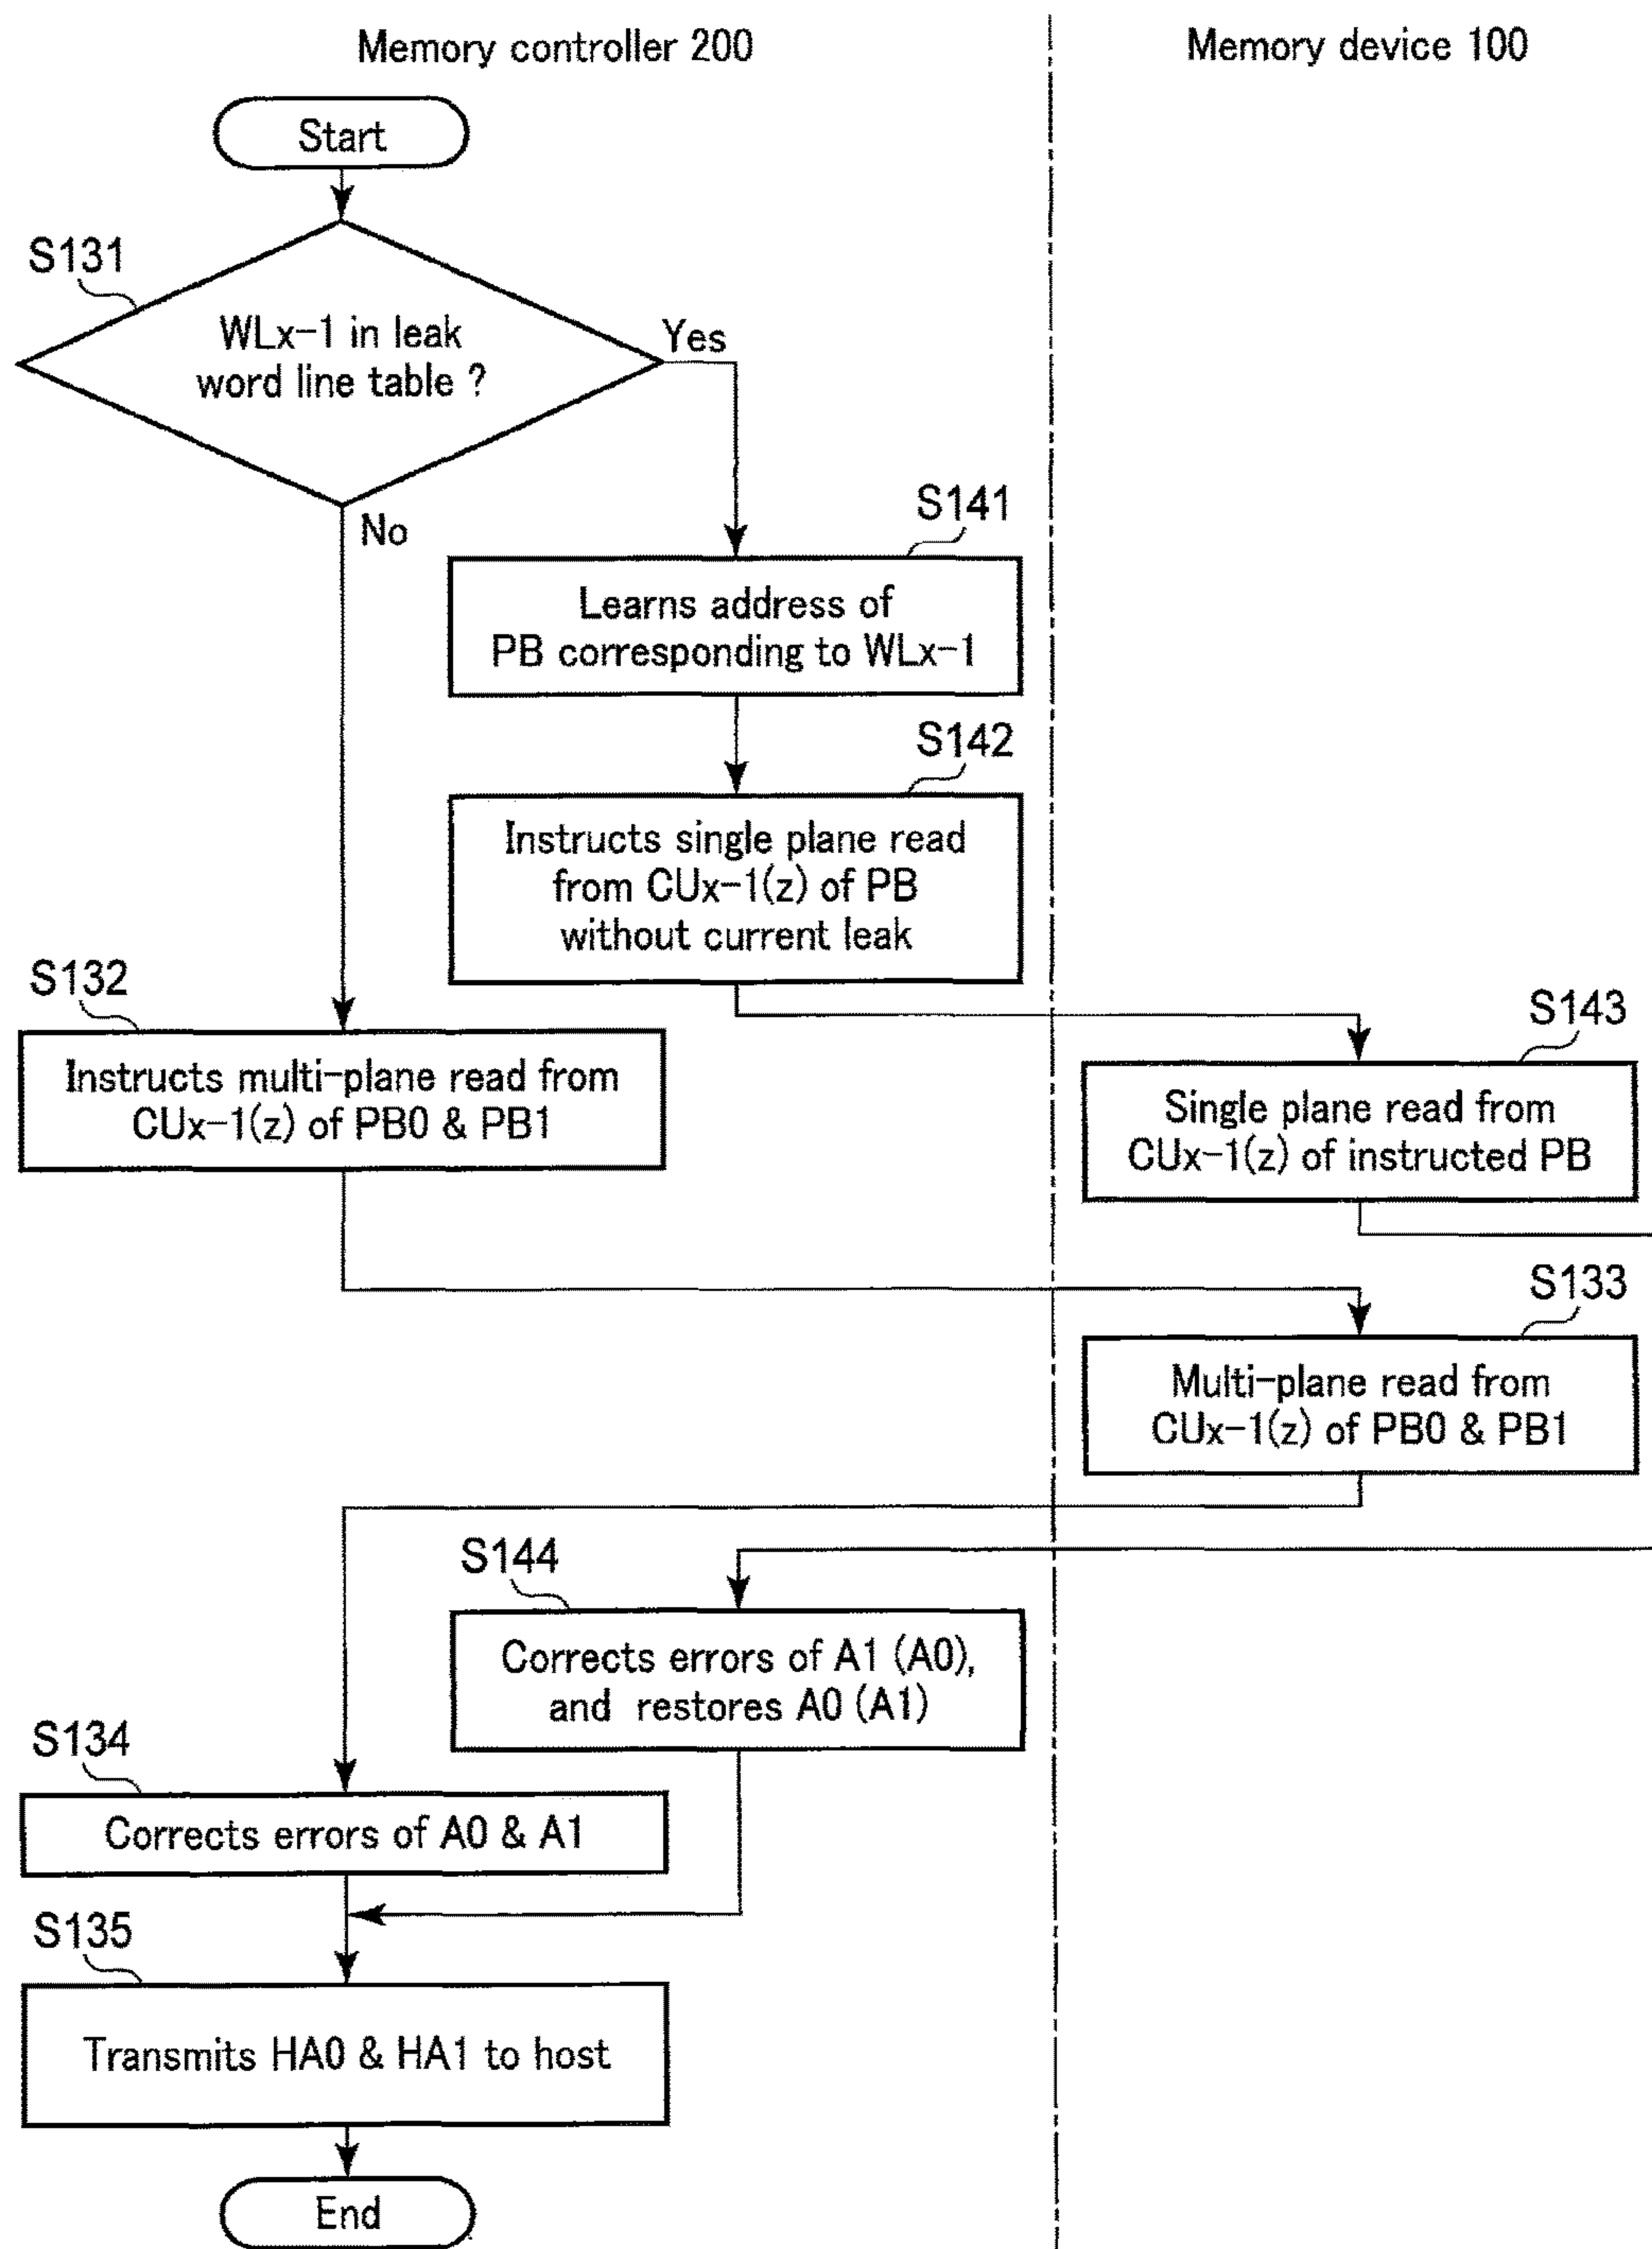 Memory controller 200
Memory device 100
Start
S131
WLx-1 in leak
word line table ?
Yes
No
S141
Learns address of
PB corresponding to WLx-1
S142
Instructs single plane read
from CUx-1(z) of PB
without current leak
S132
Instructs multi-plane read from
CUx-1(z) of PB0 & PB1
S143
Single plane read from
CUx-1(z) of instructed PB
S133
Multi-plane read from
CUx-1(z) of PB0 & PB1
S144
Corrects errors of A1 (A0),
and restores A0 (A1)
S134
Corrects errors of A0 & A1
S135
Transmits HA0 & HA1 to host
End